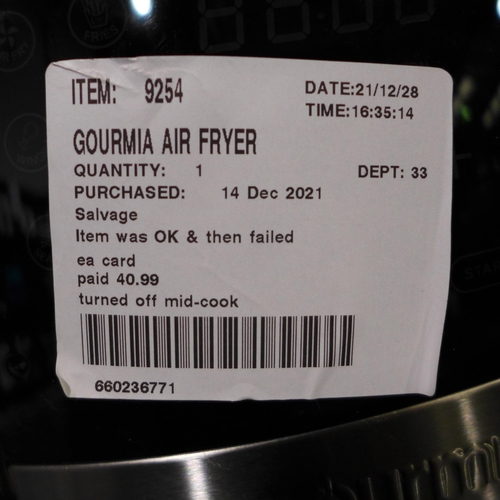 ITEM: 9254
DATE:21/12/28
TIME:16:35:14
GOURMIA AIR FRYER
QUANTITY: 1
DEPT: 33
PURCHASED: 14 Dec 2021
Salvage
Item was OK & then failed
ea card
paid 40.99
turned off mid-cook
660236771
FRIES